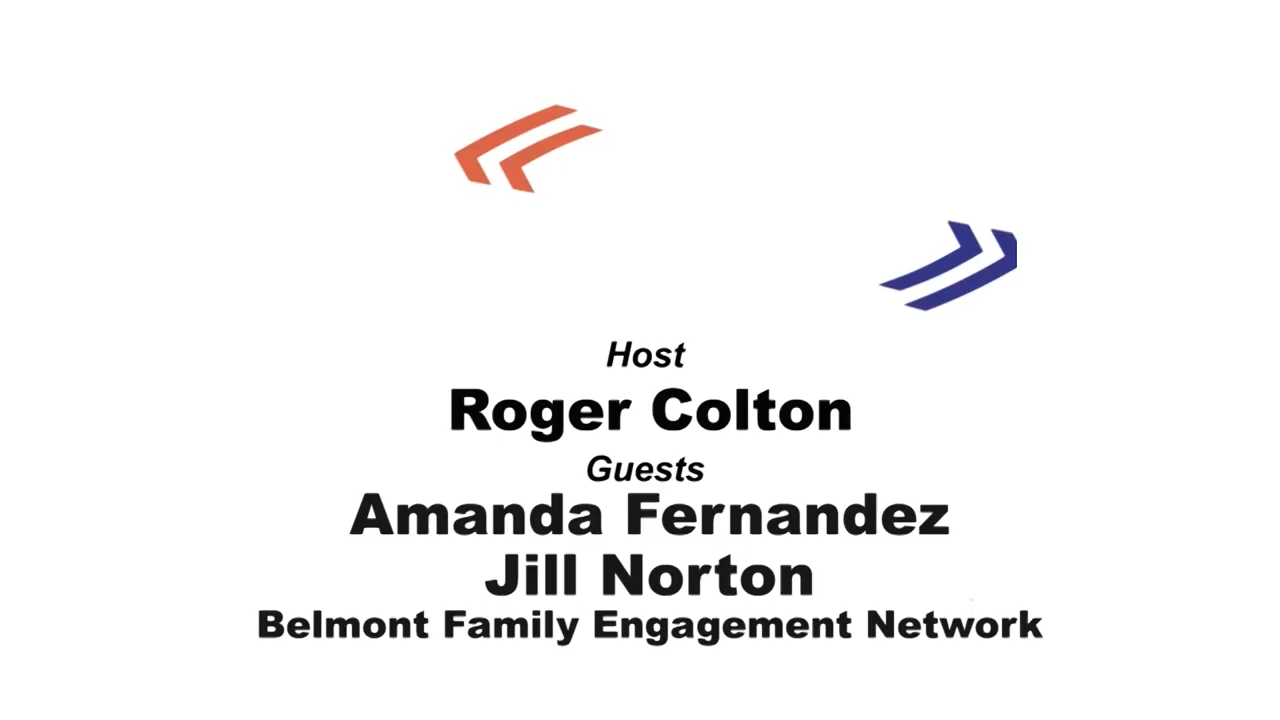 Host
Roger Colton
Guests
Amanda Fernandez
Jill Norton
Belmont Family Engagement Network